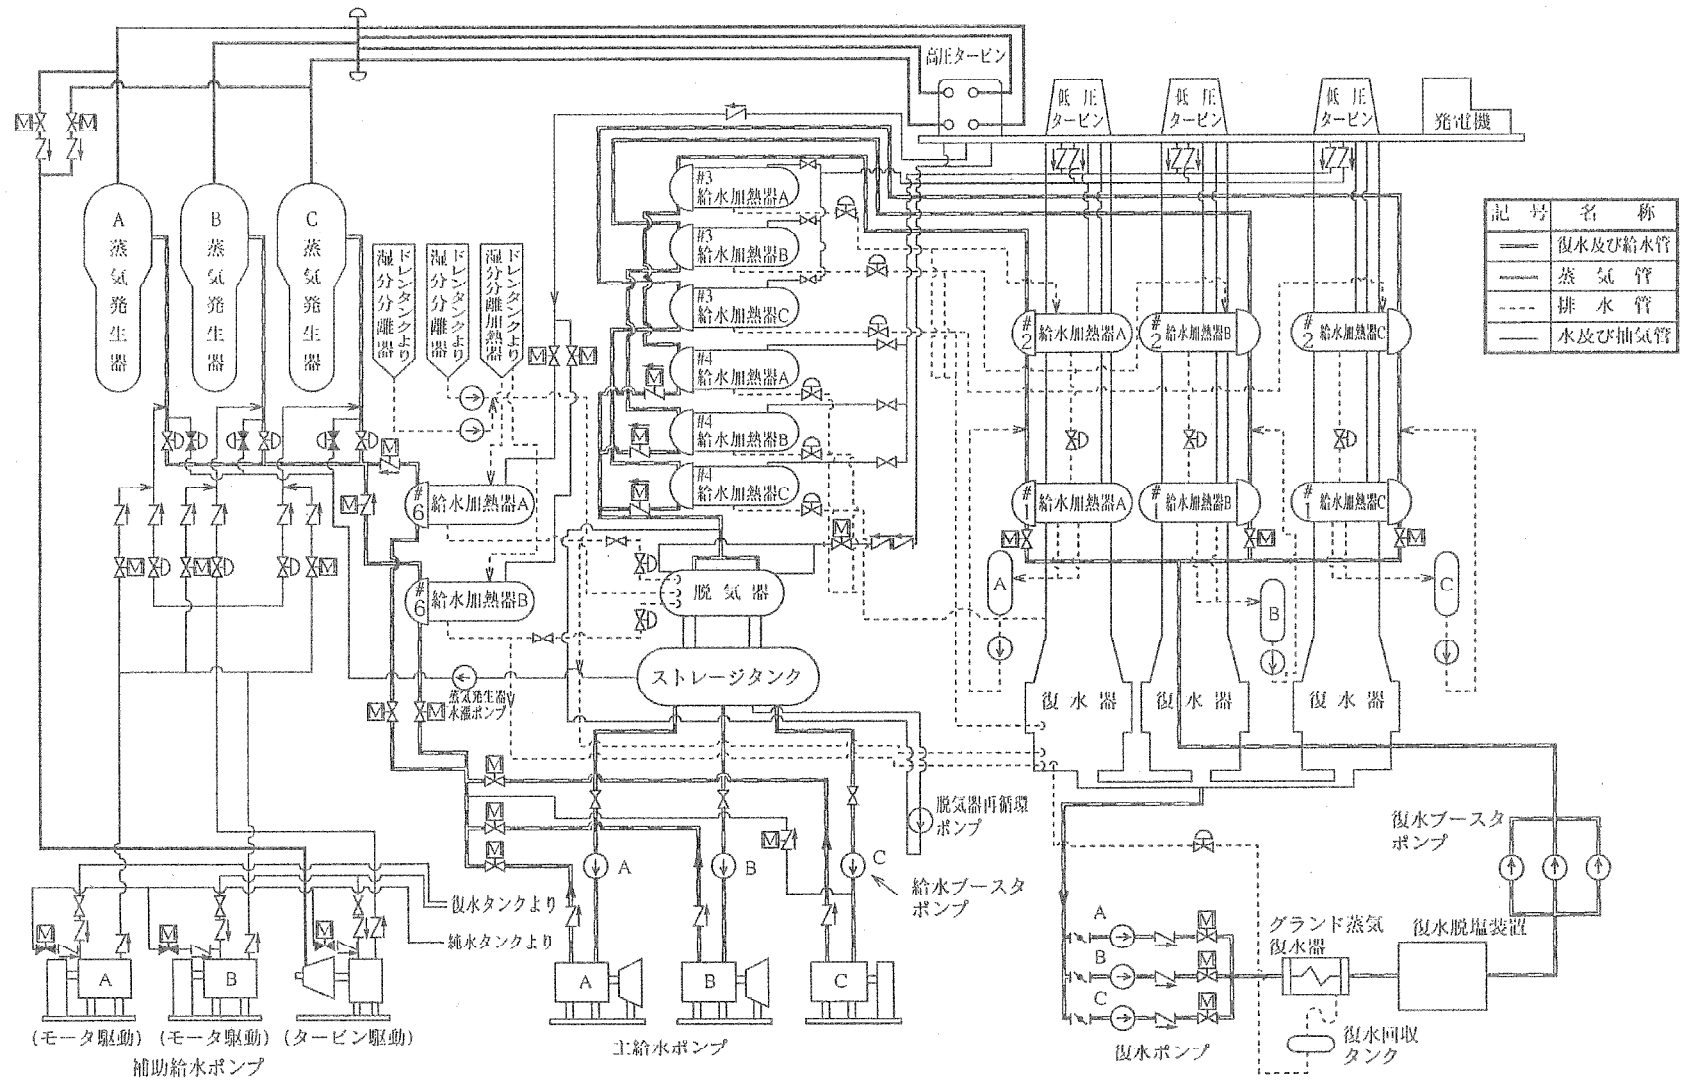 高圧タービン
低圧
タービン
低圧
タービン
低圧
タービン
発電機
M
M
A
蒸
気
発
生
器
B
蒸
気
発
生
器
C
蒸
気
発
生
器
湿分分離器
ドレンタンクより
湿分分離器
ドレンタンクより
湿分分離加熱器
ドレンタンクより
#3
給水加熱器A
#3
給水加熱器B
#3
給水加熱器C
#4
給水加熱器A
#4
給水加熱器B
#4
給水加熱器C
M
M
M
M
M
記号 名称
復水及び給水管
蒸気管
排水管
水及び抽気管
#2
給水加熱器A
#2
給水加熱器B
#2
給水加熱器C
D
D
D
#1
給水加熱器A
#1
給水加熱器B
#1
給水加熱器C
M
M
M
A
B
C
D
D
D
D
D
D
M
M
#6
給水加熱器A
#6
給水加熱器B
M
D
M
D
D
M
M
D
D
脱気器
ストレージタンク
蒸気発生器
水張ポンプ
M
M
復水器
復水器
復水器
M
M
M
M
A
B
C
給水ブースタ
ポンプ
脱気器再循環
ポンプ
復水タンクより
純水タンクより
M
M
M
A
B
(モータ駆動)
(モータ駆動)
(タービン駆動)
補助給水ポンプ
A
B
C
主給水ポンプ
復水ブースタ
ポンプ
A
M
B
M
C
M
復水ポンプ
グランド蒸気
復水器
復水脱塩装置
復水回収
タンク